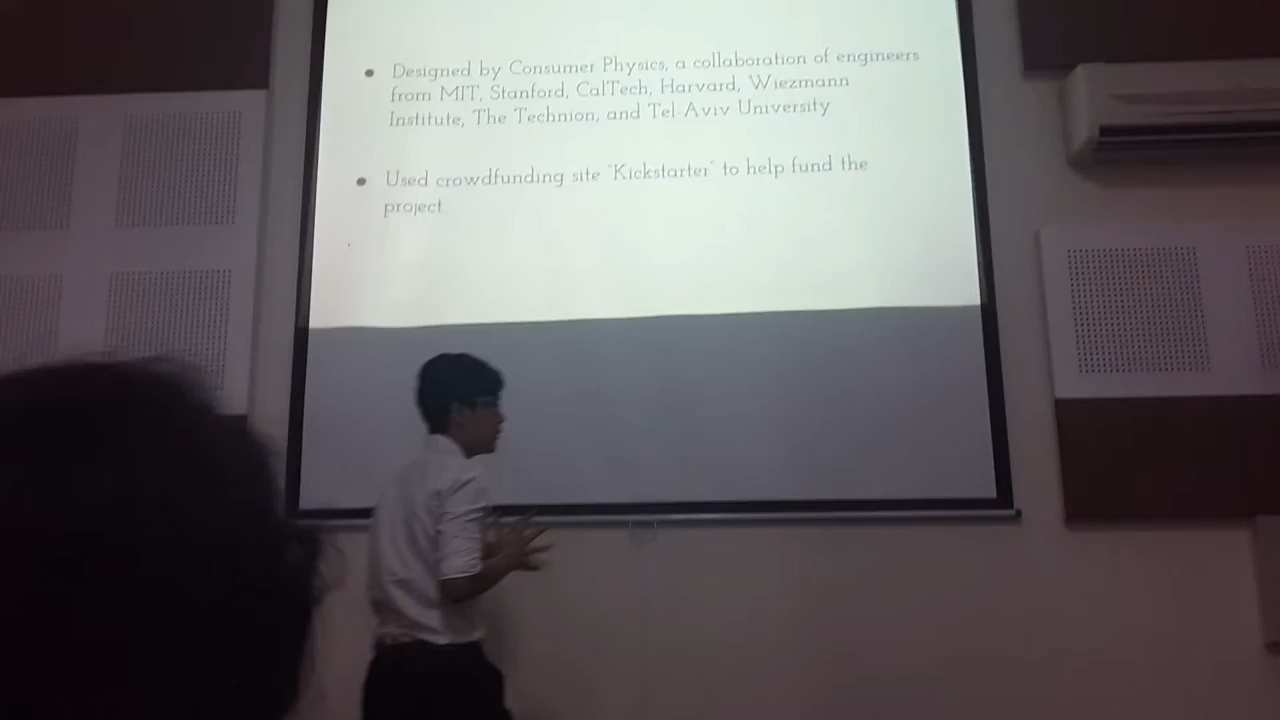 Designed by Consumer Physics, a collaboration of engineers
from MIT, Stanford, CalTech, Harvard, Wiezmann
Institute, The Technion, and Tel-Aviv University
Used crowdfunding site "Kickstarter" to help fund the
project.